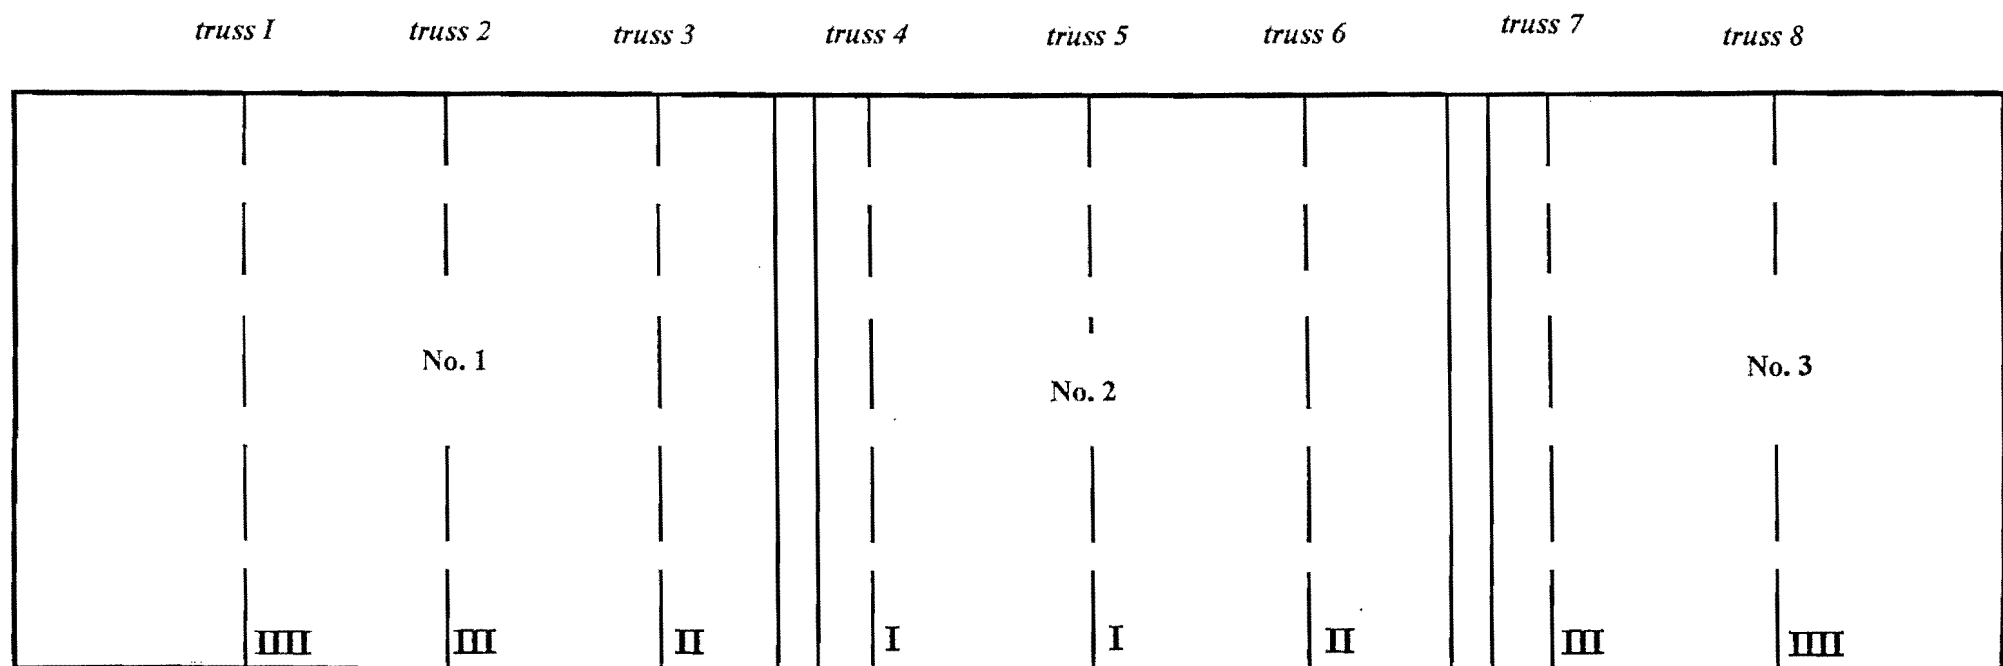 truss I truss 2 truss 3 truss 4 truss 5 truss 6 truss 7 truss 8
No. 1 No. 2 No. 3
IIII III II I I II III IIII